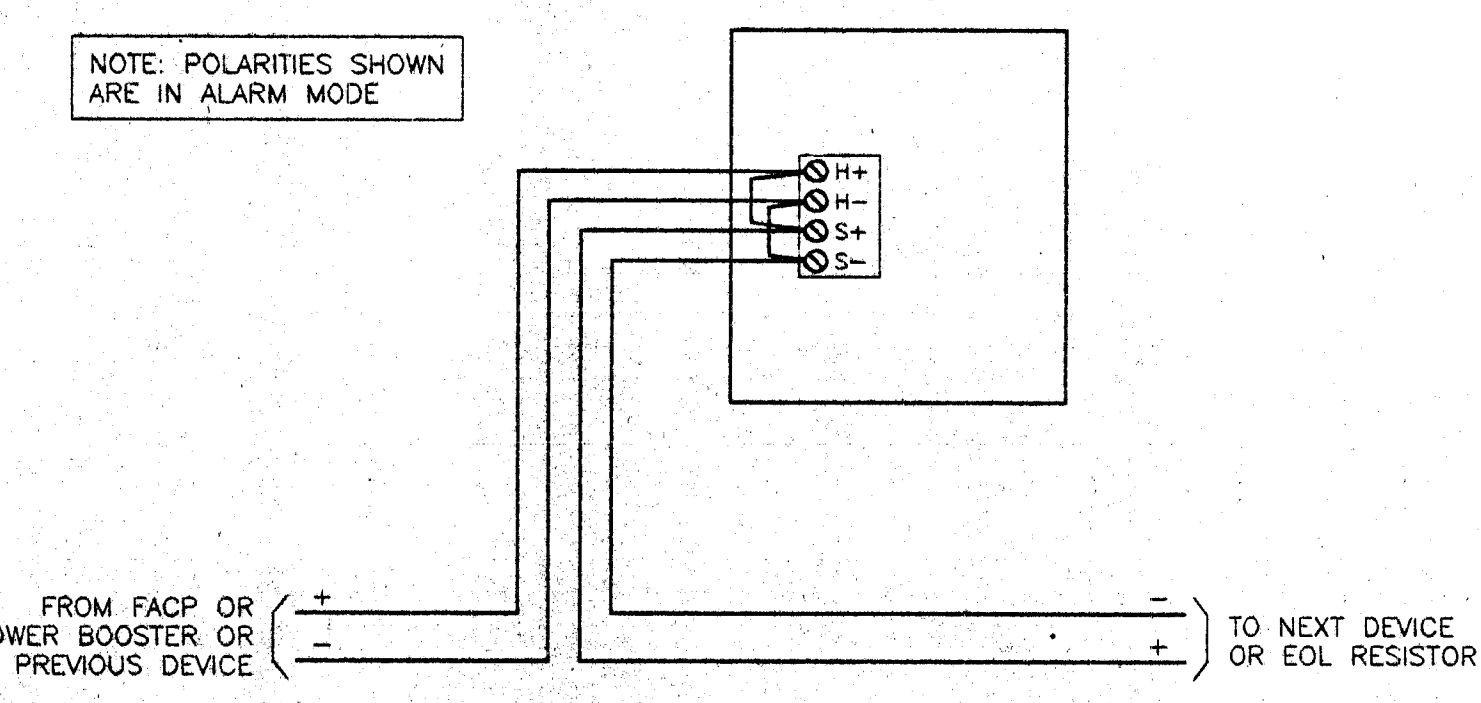 NOTE: POLARITIES SHOWN
ARE IN ALARM MODE
H+
H−
S+
S−
FROM FACP OR
OWER BOOSTER OR
PREVIOUS DEVICE
+
−
−
+
TO NEXT DEVICE
OR EOL RESISTOR